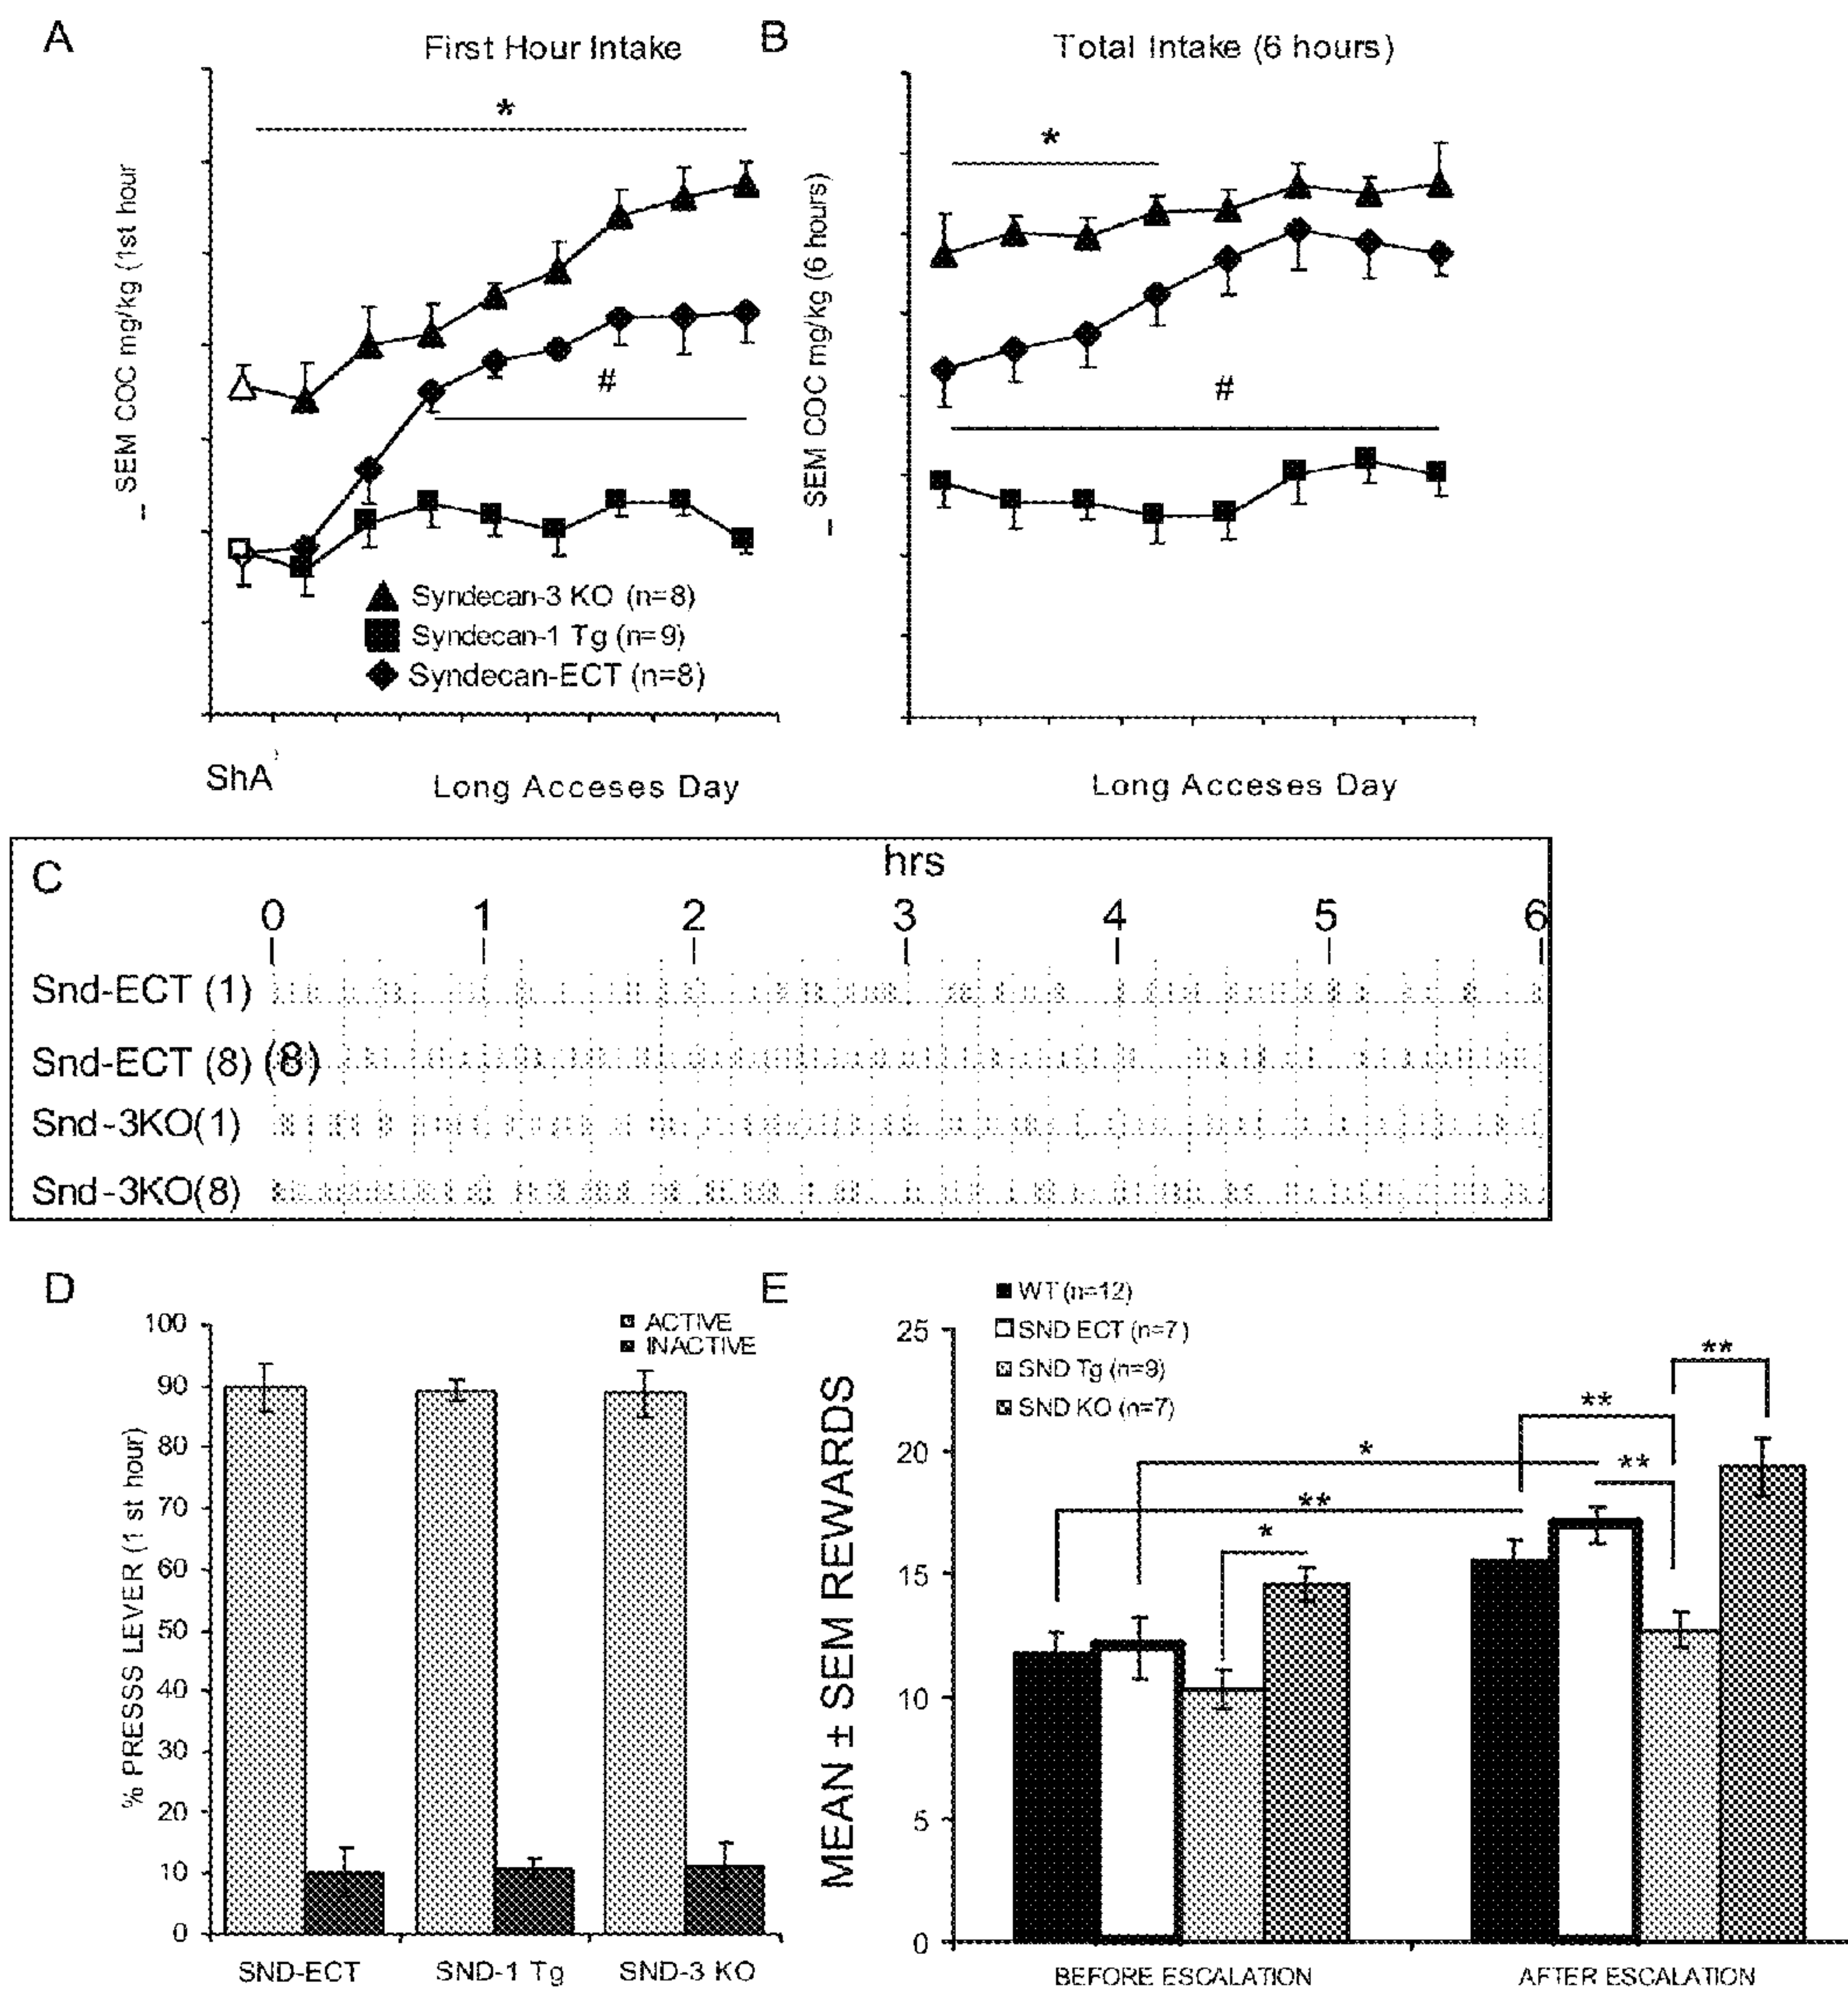 A
First Hour Intake
*
_ SEM COC mg/kg (1st hour
#
Syndecan-3 KO (n=8)
Syndecan-1 Tg (n=9)
Syndecan-ECT (n=8)
ShA
Long Acceses Day
B
Total Intake (6 hours)
*
_ SEM COC mg/kg (6 hours)
#
Long Acceses Day
C
hrs
0 1 2 3 4 5 6
Snd-ECT (1)
Snd-ECT (8) (8)
Snd-3KO(1)
Snd-3KO(8)
D
ACTIVE
INACTIVE
% PRESSS LEVER (1 st hour)
100
90
80
70
60
50
40
30
20
10
0
SND-ECT SND-1 Tg SND-3 KO
E
WT (n=12)
SND ECT (n=7)
SND Tg (n=9)
SND KO (n=7)
MEAN ± SEM REWARDS
25
20
15
10
5
0
**
**
*
**
**
*
BEFORE ESCALATION AFTER ESCALATION